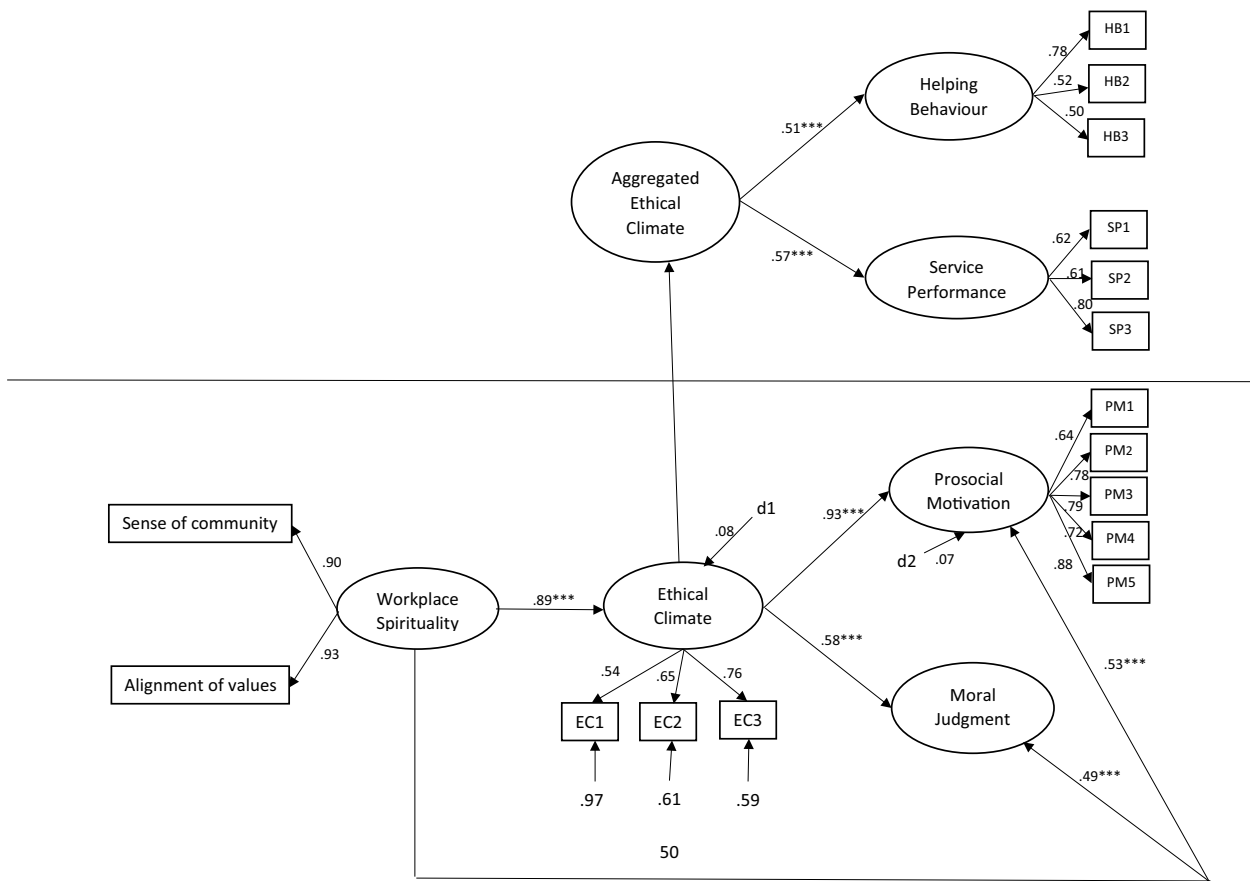 HB1
.78
Helping
Behaviour
.52
HB2
.50
HB3
.51***
Aggregated
Ethical
Climate
.57***
Service
Performance
.62
SP1
.61
SP2
.80
SP3
PM1
.64
PM2
.78
Prosocial
Motivation
PM3
.79
.72
PM4
.88
PM5
.93***
d1
.08
d2
.07
Sense of community
.90
Workplace
Spirituality
.89***
Ethical
Climate
.93
Alignment of values
.58***
.53***
.54
.65
.76
Moral
Judgment
EC1
EC2
EC3
.49***
.97
.61
.59
50